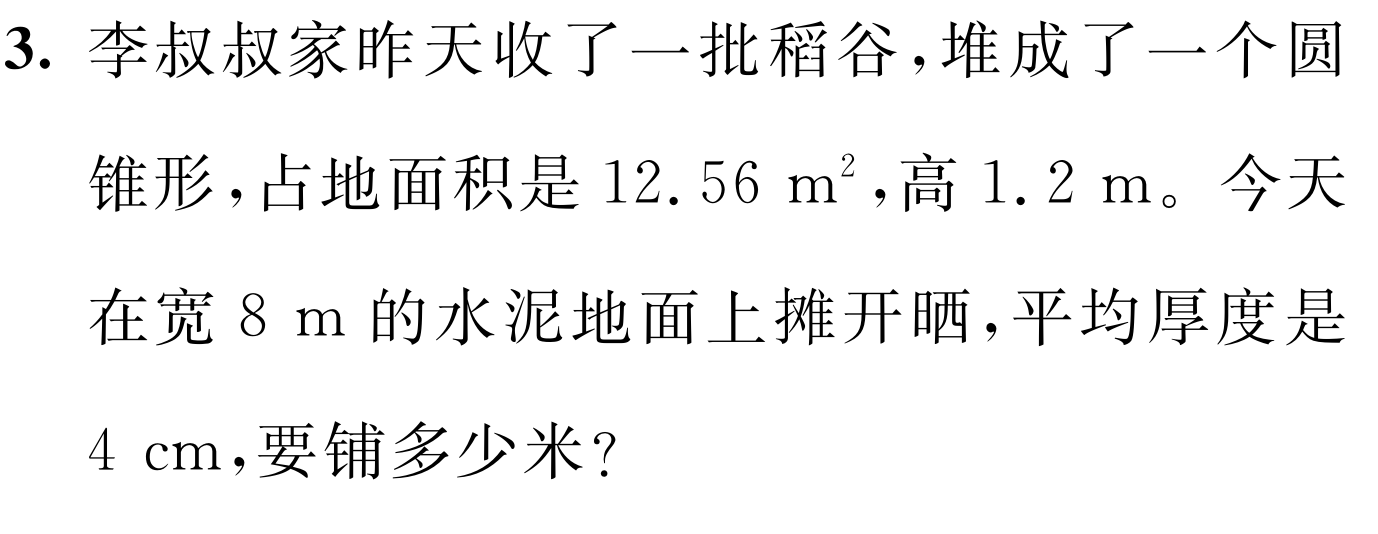 3. 李叔叔家昨天收了一批稻谷,堆成了一个圆
锥形,占地面积是 12.56 m²,高 1.2 m。今天
在宽 8 m 的水泥地面上摊开晒,平均厚度是
4 cm,要铺多少米?